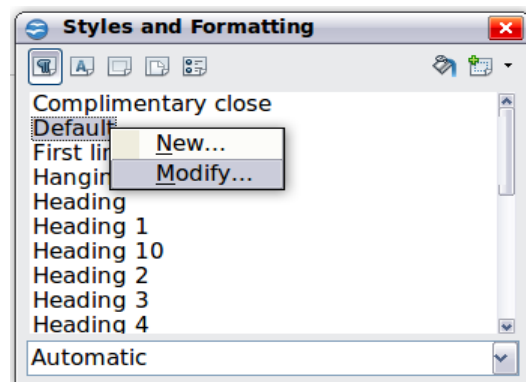 Styles and Formatting
Complimentary close
Default
New...
First lin
Modify...
Hangin
Heading
Heading 1
Heading 10
Heading 2
Heading 3
Heading 4
Automatic